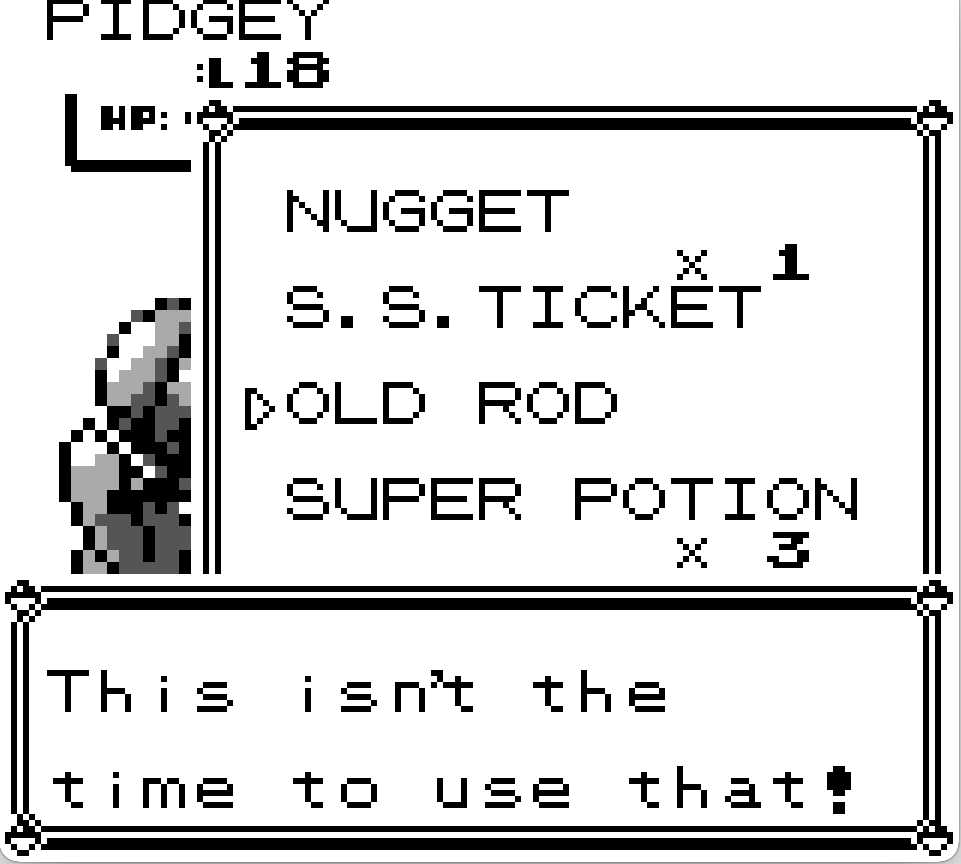 PIDGEY
:L18
HP:
NUGGET
× 1
S.S.TICKET
▷OLD ROD
SUPER POTION
× 3
This isn't the
time to use that!